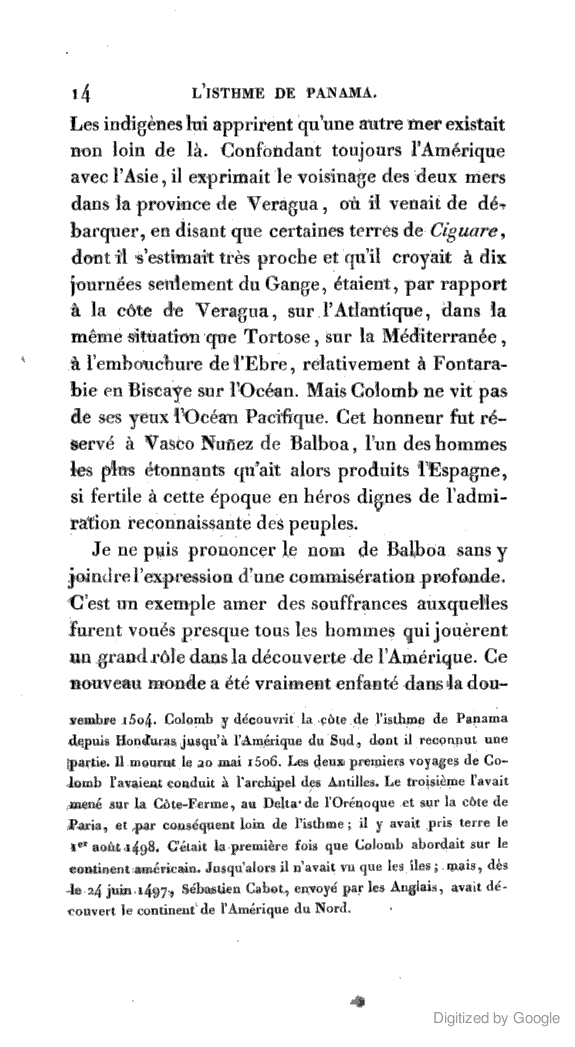 14 L'ISTHME DE PANAMA.
Les indigènes lui apprirent qu'une autre mer existait
non loin de là. Confondant toujours l'Amérique
avec l'Asie, il exprimait le voisinage des deux mers
dans la province de Veragua, où il venait de dé-
barquer, en disant que certaines terres de Ciguare,
dont il s'estimait très proche et qu'il croyait à dix
journées seulement du Gange, étaient, par rapport
à la côte de Veragua, sur l'Atlantique, dans la
même situation que Tortose, sur la Méditerranée,
à l'embouchure de l'Ebre, relativement à Fontara-
bie en Biscaye sur l'Océan. Mais Colomb ne vit pas
de ses yeux l'Océan Pacifique. Cet honneur fut ré-
servé à Vasco Nuñez de Balboa, l'un des hommes
les plus étonnants qu'ait alors produits l'Espagne,
si fertile à cette époque en héros dignes de l'admi-
ration reconnaissante des peuples.
Je ne puis prononcer le nom de Balboa sans y
joindre l'expression d'une commisération profonde.
C'est un exemple amer des souffrances auxquelles
furent voués presque tous les hommes qui jouèrent
un grand rôle dans la découverte de l'Amérique. Ce
nouveau monde a été vraiment enfanté dans la dou-
vembre 1504. Colomb y découvrit la côte de l'isthme de Panama
depuis Honduras jusqu'à l'Amérique du Sud, dont il reconnut une
partie. Il mourut le 20 mai 1506. Les deux premiers voyages de Co-
lomb l'avaient conduit à l'archipel des Antilles. Le troisième l'avait
mené sur la Côte-Ferme, au Delta de l'Orénoque et sur la côte de
Paria, et par conséquent loin de l'isthme; il y avait pris terre le
1er août 1498. C'était la première fois que Colomb abordait sur le
continent américain. Jusqu'alors il n'avait vu que les îles; mais, dès
le 24 juin 1497, Sébastien Cabot, envoyé par les Anglais, avait dé-
couvert le continent de l'Amérique du Nord.
Digitized by Google